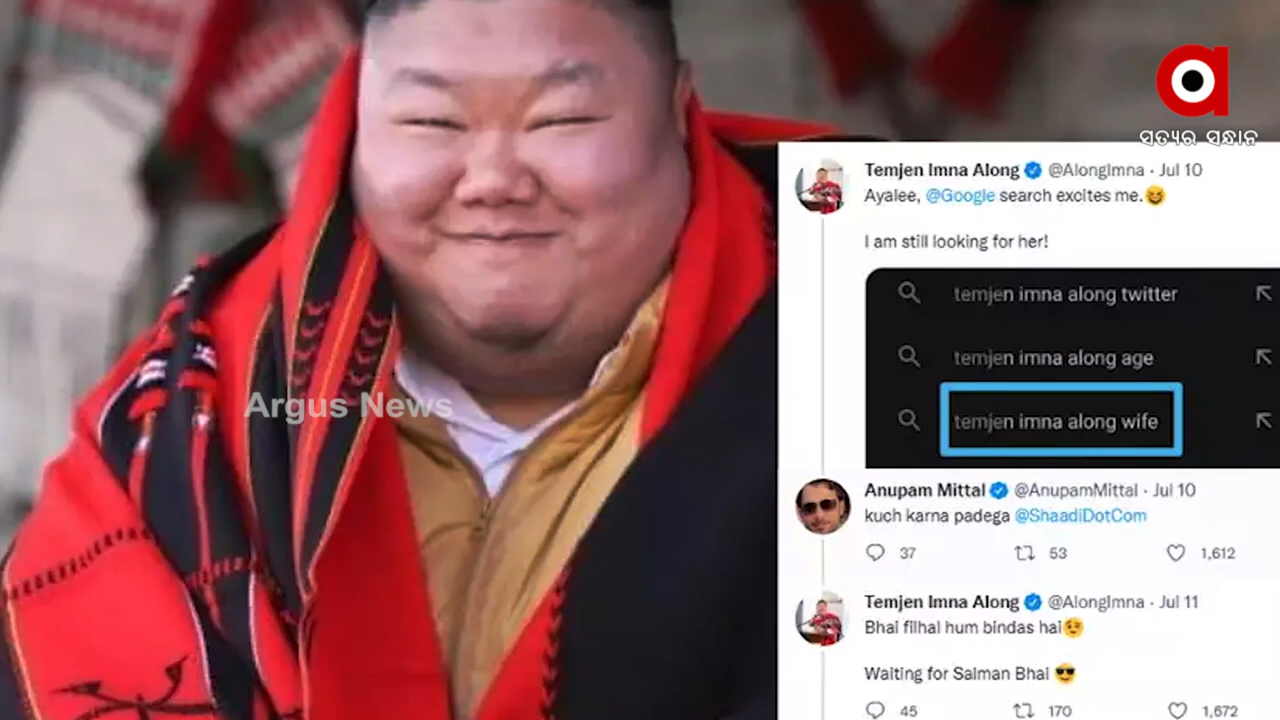 ସତ୍ୟର ସନ୍ଧାନ
Argus News
Temjen Imna Along @AlongImna · Jul 10
Ayalee, @Google search excites me.😆
I am still looking for her!
temjen imna along twitter
temjen imna along age
temjen imna along wife
Anupam Mittal @AnupamMittal · Jul 10
kuch karna padega @ShaadiDotCom
37 53 1,612
Temjen Imna Along @AlongImna · Jul 11
Bhai filhal hum bindas hai😉
Waiting for Salman Bhai 😎
45 170 1,672